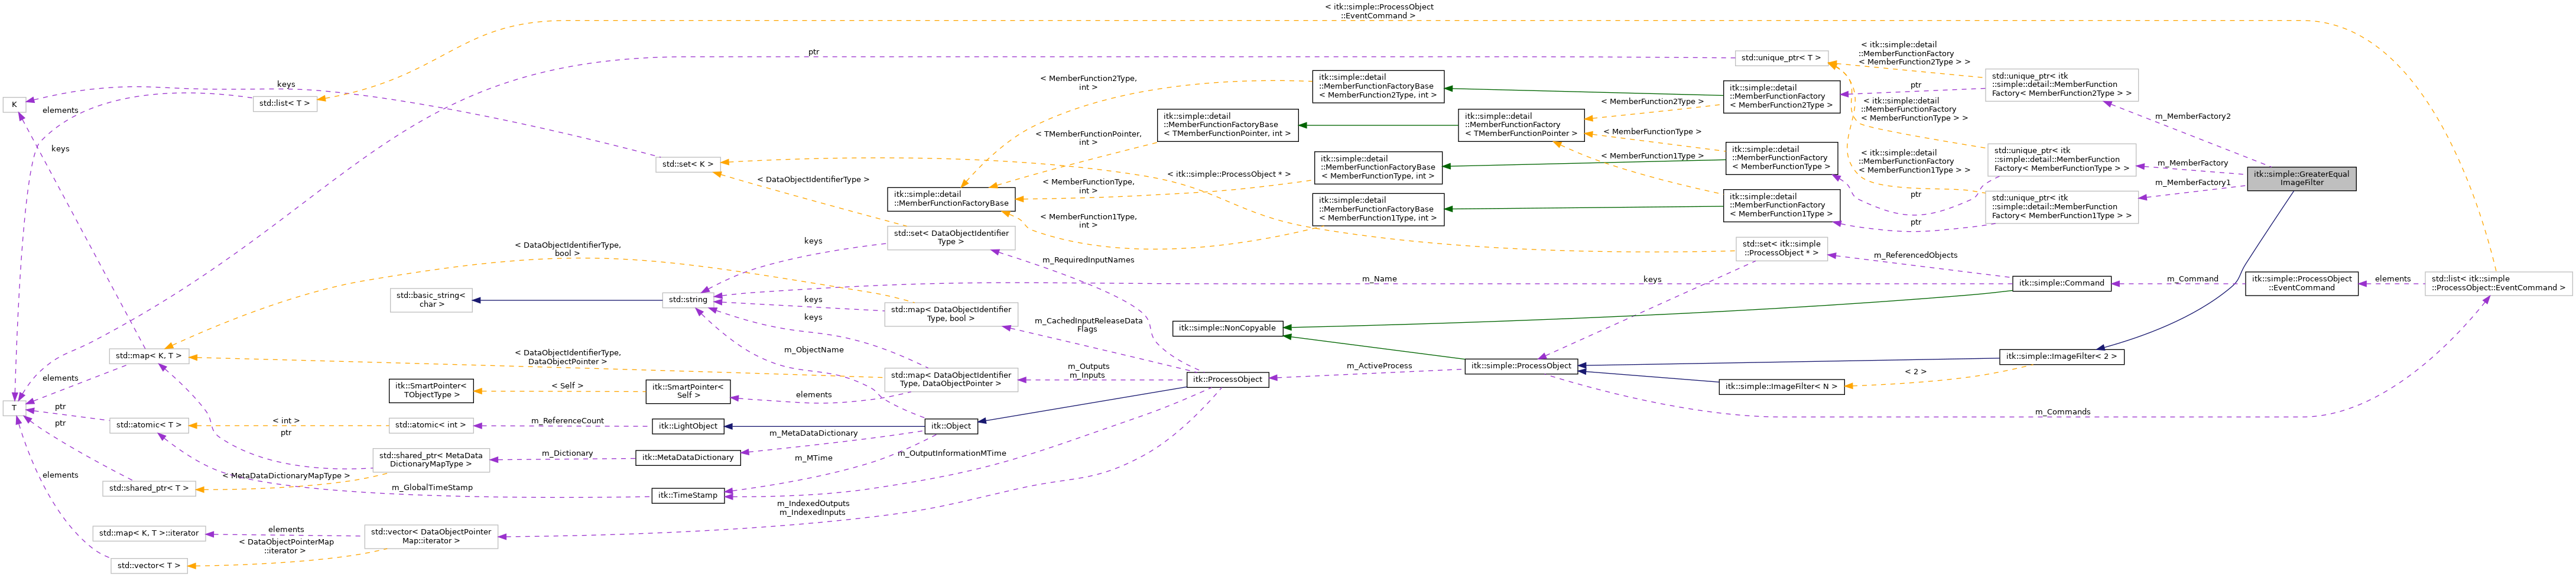 < itk::simple::ProcessObject
::EventCommand >
ptr
keys
K
elements
keys
std::list< T >
std::set< K >
< DataObjectIdentifierType >
< MemberFunction2Type,
int >
< TMemberFunctionPointer,
int >
< MemberFunctionType,
int >
< MemberFunction1Type,
int >
itk::simple::detail
::MemberFunctionFactoryBase
itk::simple::detail
::MemberFunctionFactoryBase
< TMemberFunctionPointer, int >
< itk::simple::ProcessObject * >
itk::simple::detail
::MemberFunctionFactoryBase
< MemberFunction2Type, int >
itk::simple::detail
::MemberFunctionFactoryBase
< MemberFunctionType, int >
itk::simple::detail
::MemberFunctionFactoryBase
< MemberFunction1Type, int >
itk::simple::detail
::MemberFunctionFactory
< TMemberFunctionPointer >
< MemberFunction2Type >
< MemberFunctionType >
< MemberFunction1Type >
std::unique_ptr< T >
itk::simple::detail
::MemberFunctionFactory
< MemberFunction2Type >
itk::simple::detail
::MemberFunctionFactory
< MemberFunctionType >
itk::simple::detail
::MemberFunctionFactory
< MemberFunction1Type >
< itk::simple::detail
::MemberFunctionFactory
< MemberFunction2Type > >
ptr
< itk::simple::detail
::MemberFunctionFactory
< MemberFunctionType > >
< itk::simple::detail
::MemberFunctionFactory
< MemberFunction1Type > >
ptr
ptr
std::unique_ptr< itk
::simple::detail::MemberFunction
Factory< MemberFunction2Type > >
std::unique_ptr< itk
::simple::detail::MemberFunction
Factory< MemberFunctionType > >
std::unique_ptr< itk
::simple::detail::MemberFunction
Factory< MemberFunction1Type > >
m_MemberFactory2
m_MemberFactory
m_MemberFactory1
itk::simple::GreaterEqual
ImageFilter
std::set< DataObjectIdentifier
Type >
keys
m_RequiredInputNames
m_Name
keys
std::set< itk::simple
::ProcessObject * >
m_ReferencedObjects
itk::simple::Command
m_Command
itk::simple::ProcessObject
::EventCommand
elements
std::list< itk::simple
::ProcessObject::EventCommand >
< DataObjectIdentifierType,
bool >
std::basic_string<
char >
std::string
keys
keys
std::map< DataObjectIdentifier
Type, bool >
m_CachedInputReleaseData
Flags
itk::simple::NonCopyable
std::map< K, T >
< DataObjectIdentifierType,
DataObjectPointer >
m_ObjectName
elements
itk::SmartPointer<
TObjectType >
< Self >
itk::SmartPointer<
Self >
elements
std::map< DataObjectIdentifier
Type, DataObjectPointer >
m_Outputs
m_Inputs
itk::ProcessObject
m_ActiveProcess
itk::simple::ProcessObject
itk::simple::ImageFilter< 2 >
itk::simple::ImageFilter< N >
< 2 >
m_Commands
T
ptr
ptr
std::atomic< T >
< int >
ptr
std::atomic< int >
m_ReferenceCount
itk::LightObject
itk::Object
m_MetaDataDictionary
std::shared_ptr< MetaData
DictionaryMapType >
m_Dictionary
itk::MetaDataDictionary
m_MTime
m_OutputInformationMTime
elements
std::shared_ptr< T >
< MetaDataDictionaryMapType >
m_GlobalTimeStamp
itk::TimeStamp
m_IndexedOutputs
m_IndexedInputs
std::map< K, T >::iterator
elements
std::vector< DataObjectPointer
Map::iterator >
< DataObjectPointerMap
::iterator >
std::vector< T >